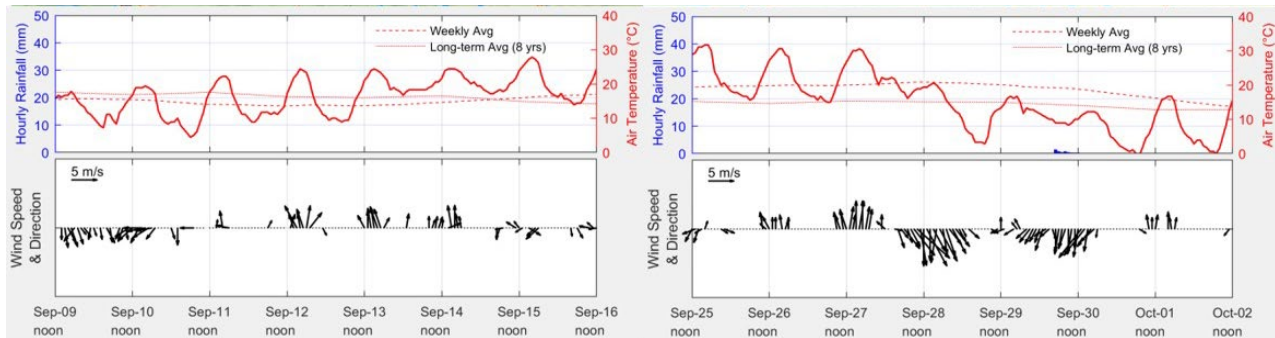 50
40
30
20
10
0
Hourly Rainfall (mm)
Weekly Avg
Long-term Avg (8 yrs)
40
30
20
10
0
Air Temperature (°C)
5 m/s
Wind Speed
& Direction
Sep-09 Sep-10 Sep-11 Sep-12 Sep-13 Sep-14 Sep-15 Sep-16
noon noon noon noon noon noon noon noon
50
40
30
20
10
0
Hourly Rainfall (mm)
Weekly Avg
Long-term Avg (8 yrs)
40
30
20
10
0
Air Temperature (°C)
5 m/s
Wind Speed
& Direction
Sep-25 Sep-26 Sep-27 Sep-28 Sep-29 Sep-30 Oct-01 Oct-02
noon noon noon noon noon noon noon noon